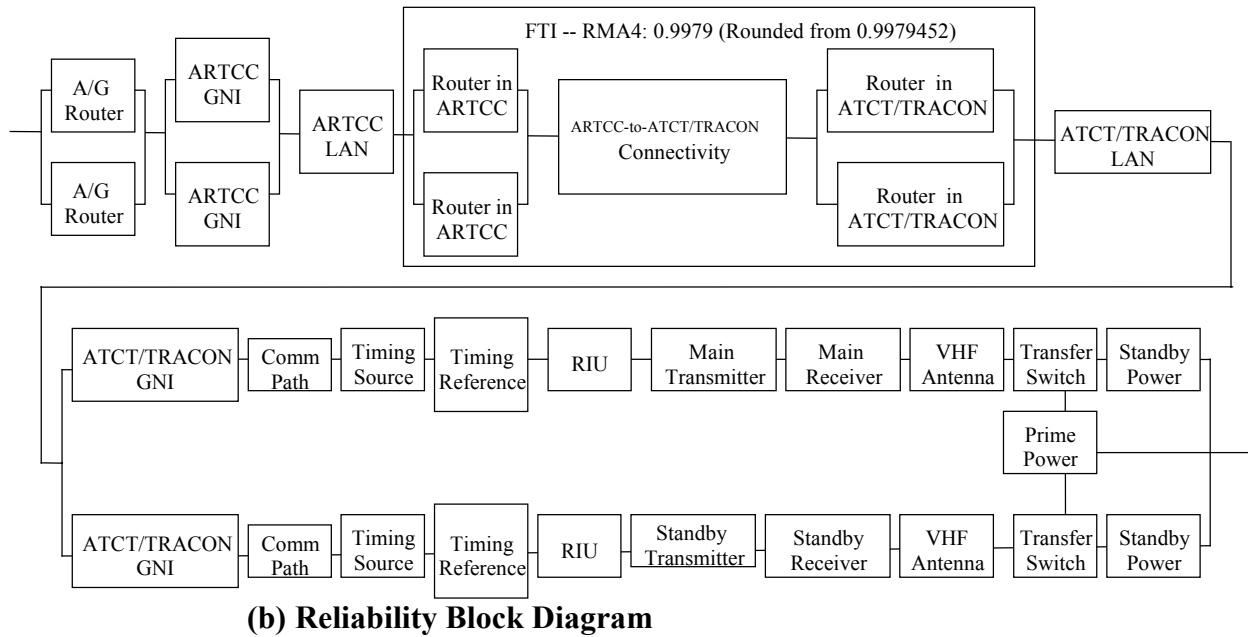 FTI -- RMA4: 0.9979 (Rounded from 0.9979452)
A/G
Router
A/G
Router
ARTCC
GNI
ARTCC
GNI
ARTCC
LAN
Router in
ARTCC
Router in
ARTCC
ARTCC-to-ATCT/TRACON
Connectivity
Router in
ATCT/TRACON
Router in
ATCT/TRACON
ATCT/TRACON
LAN
ATCT/TRACON
GNI
Comm
Path
Timing
Source
Timing
Reference
RIU
Main
Transmitter
Main
Receiver
VHF
Antenna
Transfer
Switch
Standby
Power
Prime
Power
ATCT/TRACON
GNI
Comm
Path
Timing
Source
Timing
Reference
RIU
Standby
Transmitter
Standby
Receiver
VHF
Antenna
Transfer
Switch
Standby
Power
(b) Reliability Block Diagram